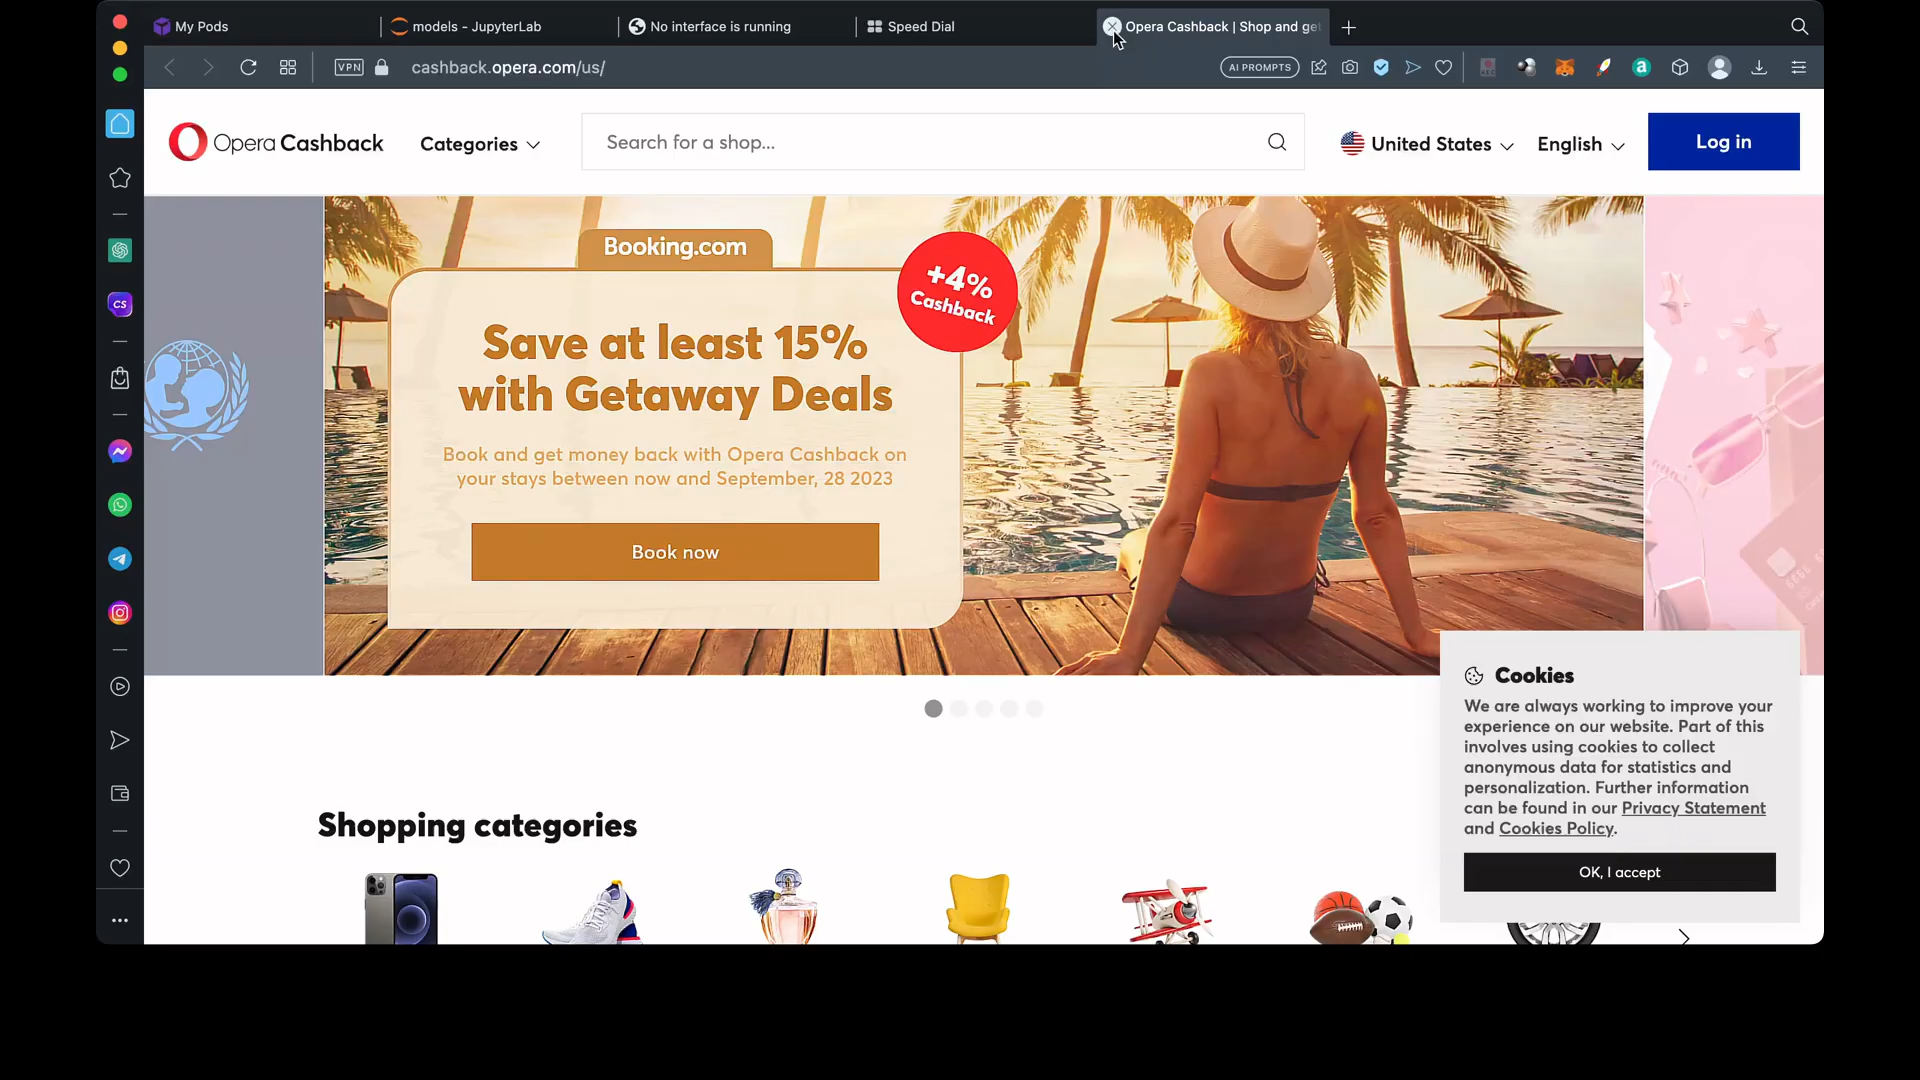 My Pods
models - JupyterLab
No interface is running
Speed Dial
Opera Cashback | Shop and get
VPN
cashback.opera.com/us/
AI PROMPTS
Opera Cashback
Categories
Search for a shop...
United States
English
Log in
CS
Booking.com
+4%
Cashback
Save at least 15%
with Getaway Deals
Book and get money back with Opera Cashback on
your stays between now and September, 28 2023
Book now
Cookies
We are always working to improve your
experience on our website. Part of this
involves using cookies to collect
anonymous data for statistics and
personalization. Further information
can be found in our Privacy Statement
and Cookies Policy.
OK, I accept
Shopping categories